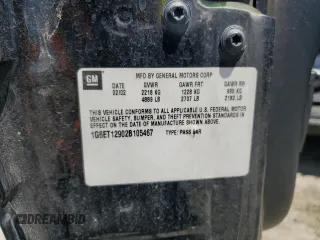 GM
MFD BY GENERAL MOTORS CORP
DATE GVWR GAWR FRT GAWR RR
02/02 2218 KG 1228 KG 990 KG
4889 LB 2707 LB 2182 LB
THIS VEHICLE CONFORMS TO ALL APPLICABLE U.S. FEDERAL MOTOR
VEHICLE SAFETY, BUMPER, AND THEFT PREVENTION STANDARDS IN
EFFECT ON THE DATE OF MANUFACTURE SHOWN ABOVE.
1G6ET12902B105467 TYPE: PASS CAR
EPICBID